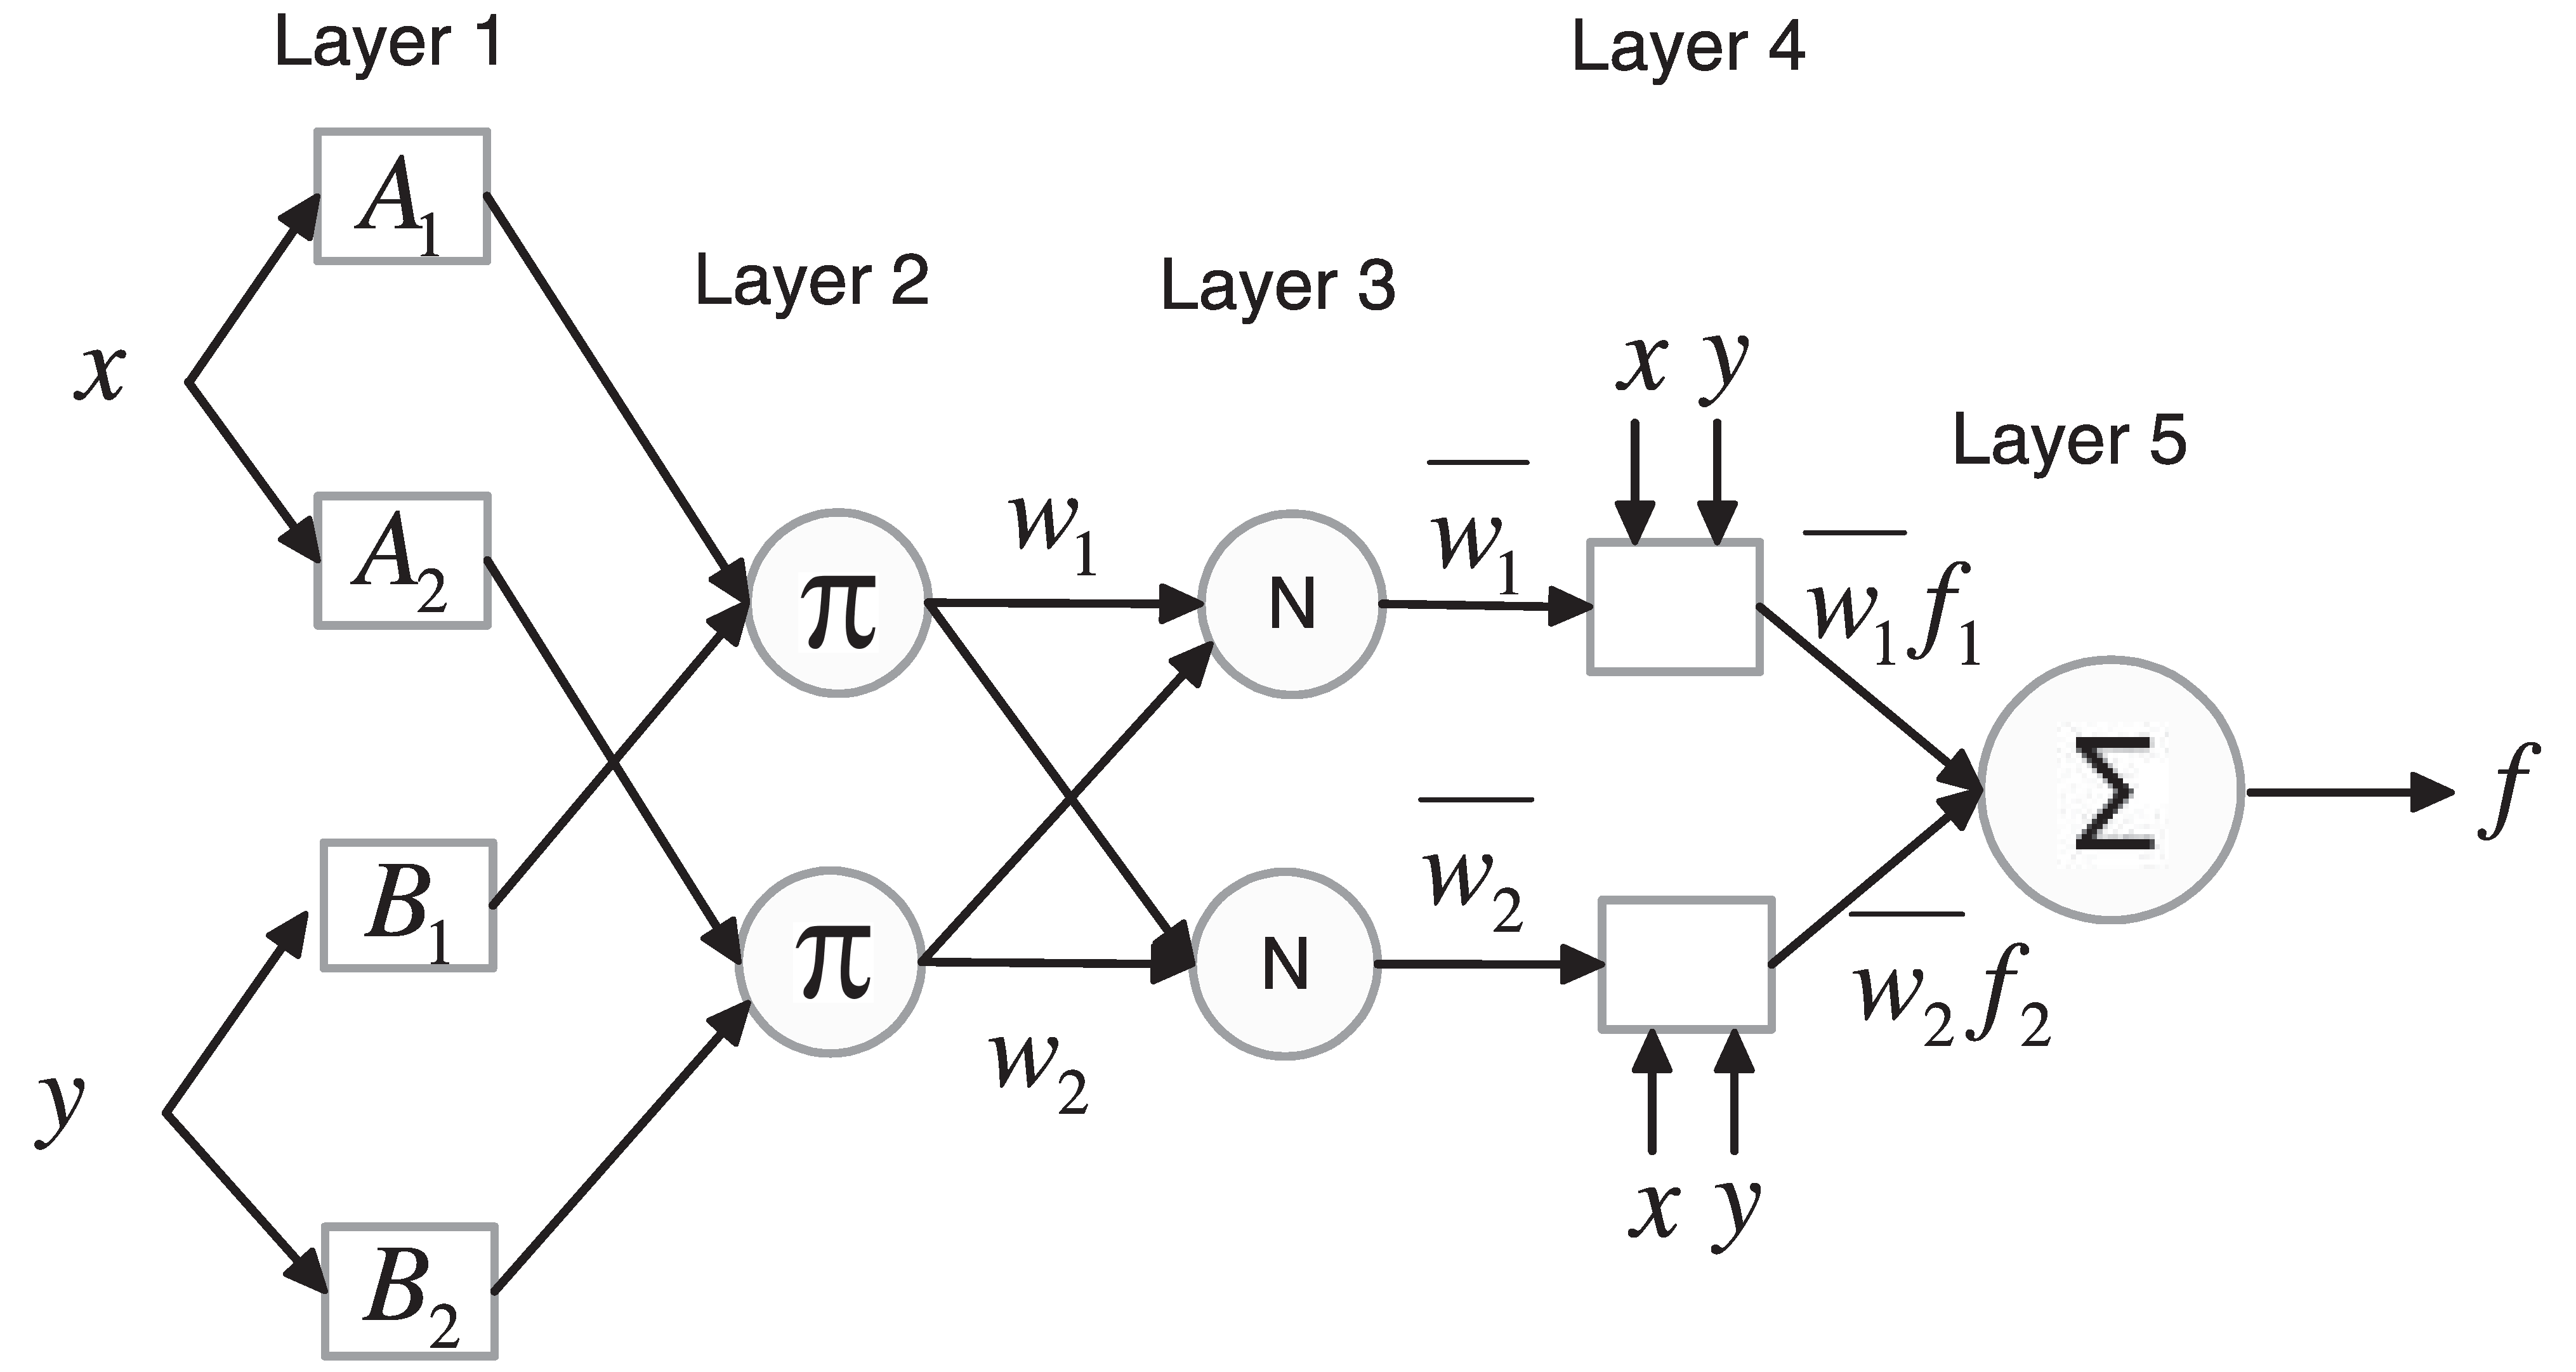 Layer 1
Layer 4
A₁
Layer 2
Layer 3
x
x y
Layer 5
A₂
w₁
w̅₁
π
N
w̅₁f₁
Σ
f
B₁
w̅₂
π
N
w̅₂f₂
y
w₂
x y
B₂